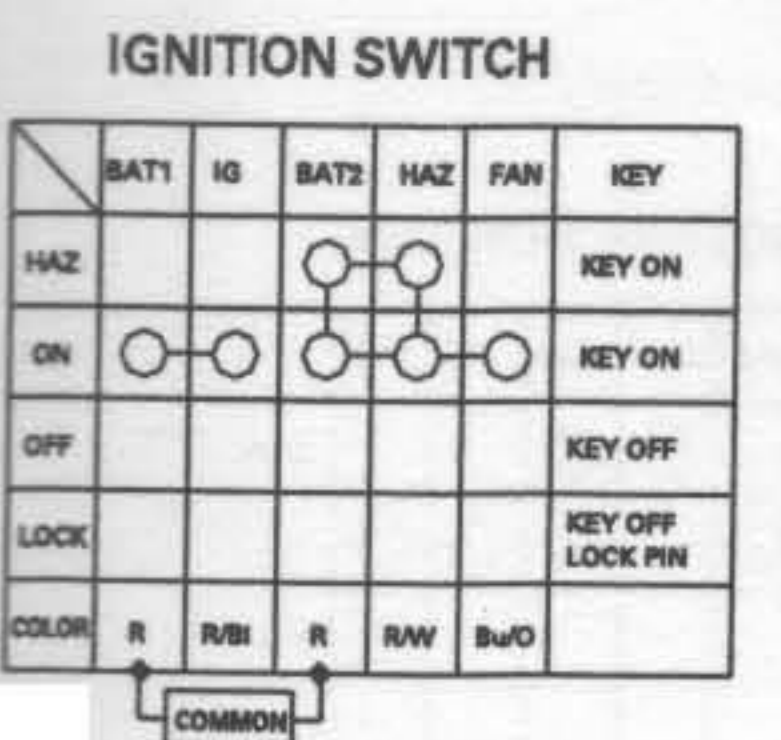 IGNITION SWITCH
BAT1 IG BAT2 HAZ FAN KEY
HAZ KEY ON
ON KEY ON
OFF KEY OFF
LOCK KEY OFF
LOCK PIN
COLOR R R/Bl R R/W Bu/O
COMMON